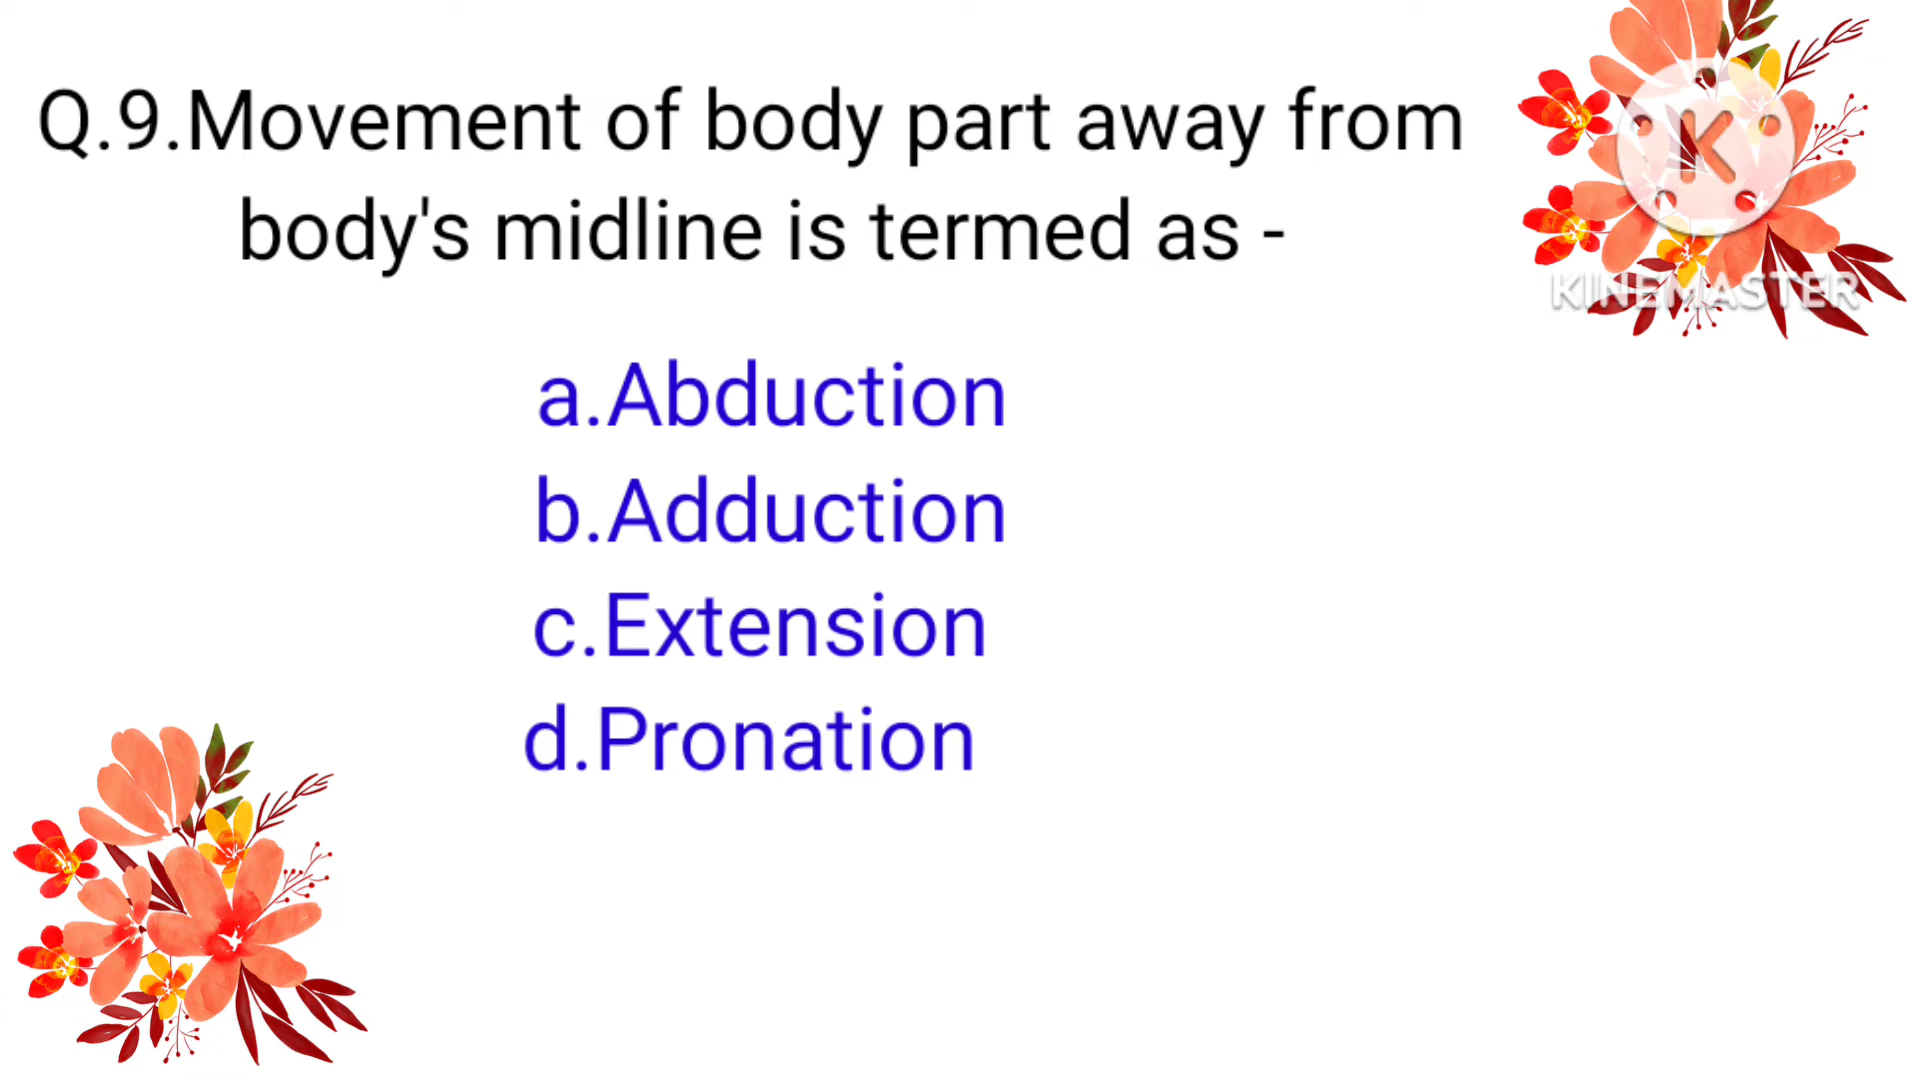 Q.9.Movement of body part away from
body's midline is termed as -
a.Abduction
b.Adduction
c.Extension
d.Pronation
K
KINEMASTER